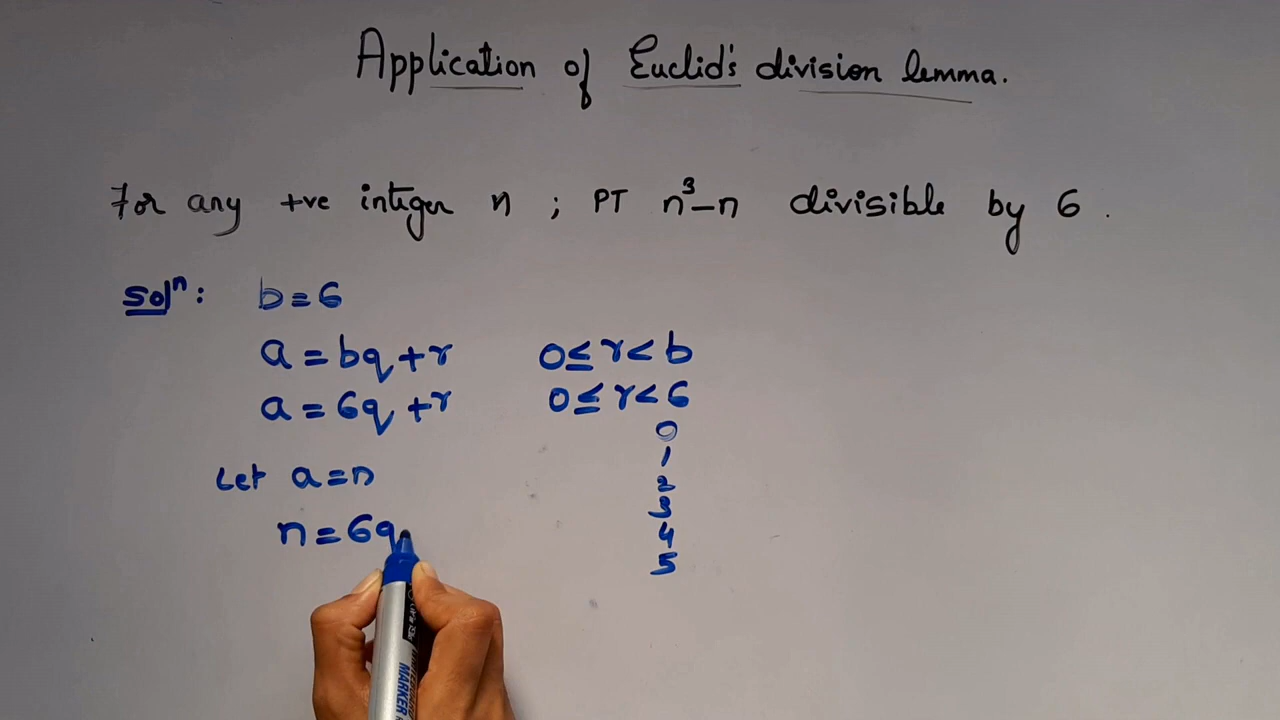 Application of Euclid's division lemma.
For any +ve integer n ; PT n³-n divisible by 6 .
Solⁿ: b=6
a=bq+r 0≤r<b
a=6q+r 0≤r<6
0
1
2
3
4
5
Let a=n
n=6q
MARKER